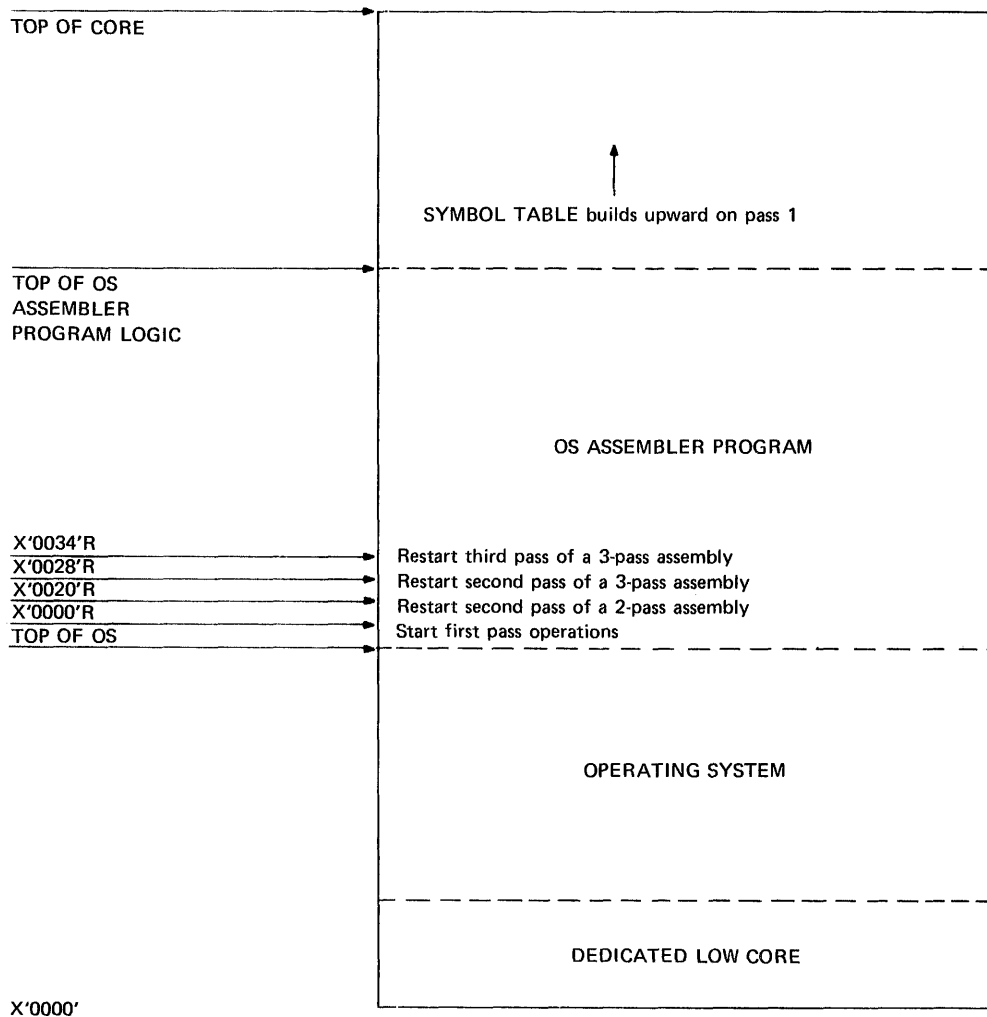 TOP OF CORE
SYMBOL TABLE builds upward on pass 1
TOP OF OS
ASSEMBLER
PROGRAM LOGIC
OS ASSEMBLER PROGRAM
X'0034'R
Restart third pass of a 3-pass assembly
X'0028'R
Restart second pass of a 3-pass assembly
X'0020'R
Restart second pass of a 2-pass assembly
X'0000'R
Start first pass operations
TOP OF OS
OPERATING SYSTEM
DEDICATED LOW CORE
X'0000'